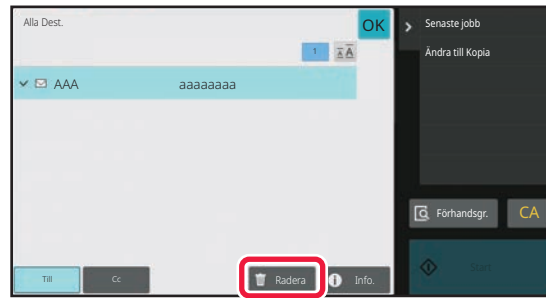 Alla Dest.
OK
1
AAA aaaaaaaa
Till
Cc
Radera
Info.
Senaste jobb
Ändra till Kopia
Förhandsgr.
CA
Start